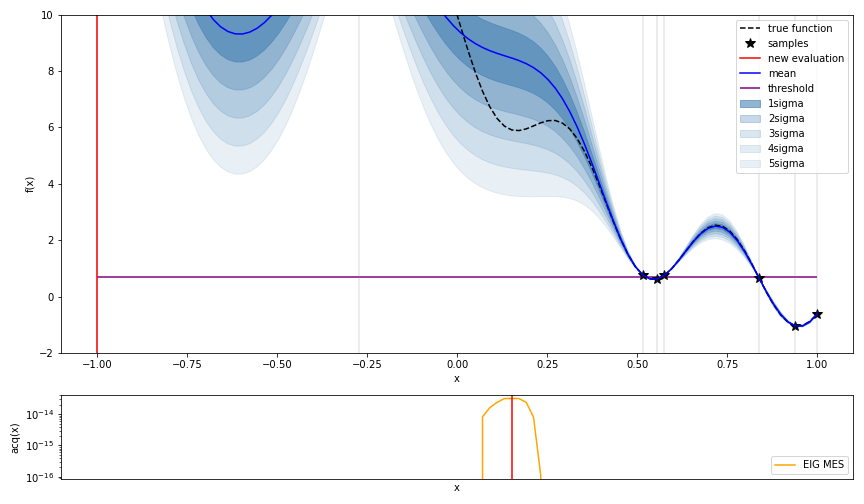 10
8
6
4
2
0
−2
f(x)
true function
samples
new evaluation
mean
threshold
1sigma
2sigma
3sigma
4sigma
5sigma
−1.00 −0.75 −0.50 −0.25 0.00 0.25 0.50 0.75 1.00
x
acq(x)
10⁻¹⁴
10⁻¹⁵
10⁻¹⁶
EIG MES
x